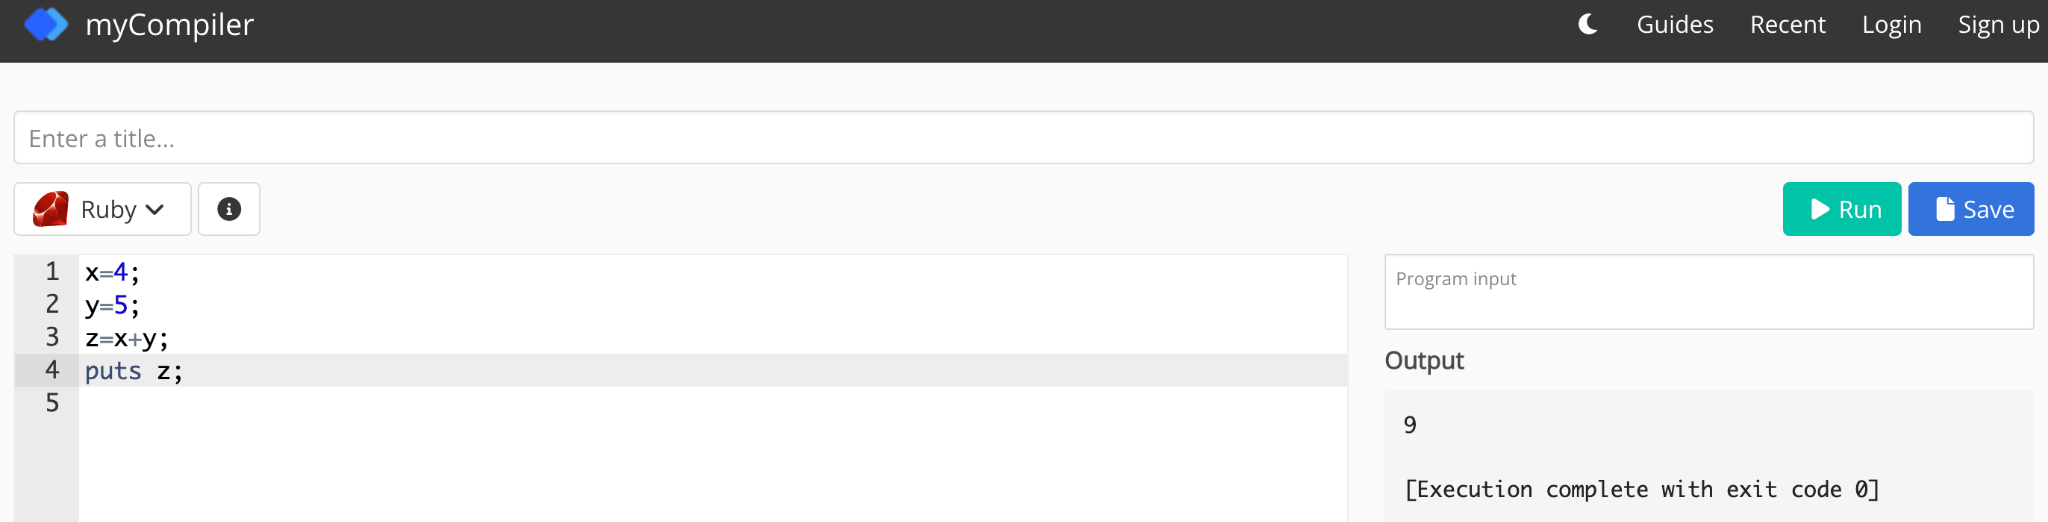 myCompiler
Guides Recent Login Sign up
Enter a title...
Ruby
Run Save
1 x=4;
2 y=5;
3 z=x+y;
4 puts z;
5
Program input
Output
9
[Execution complete with exit code 0]